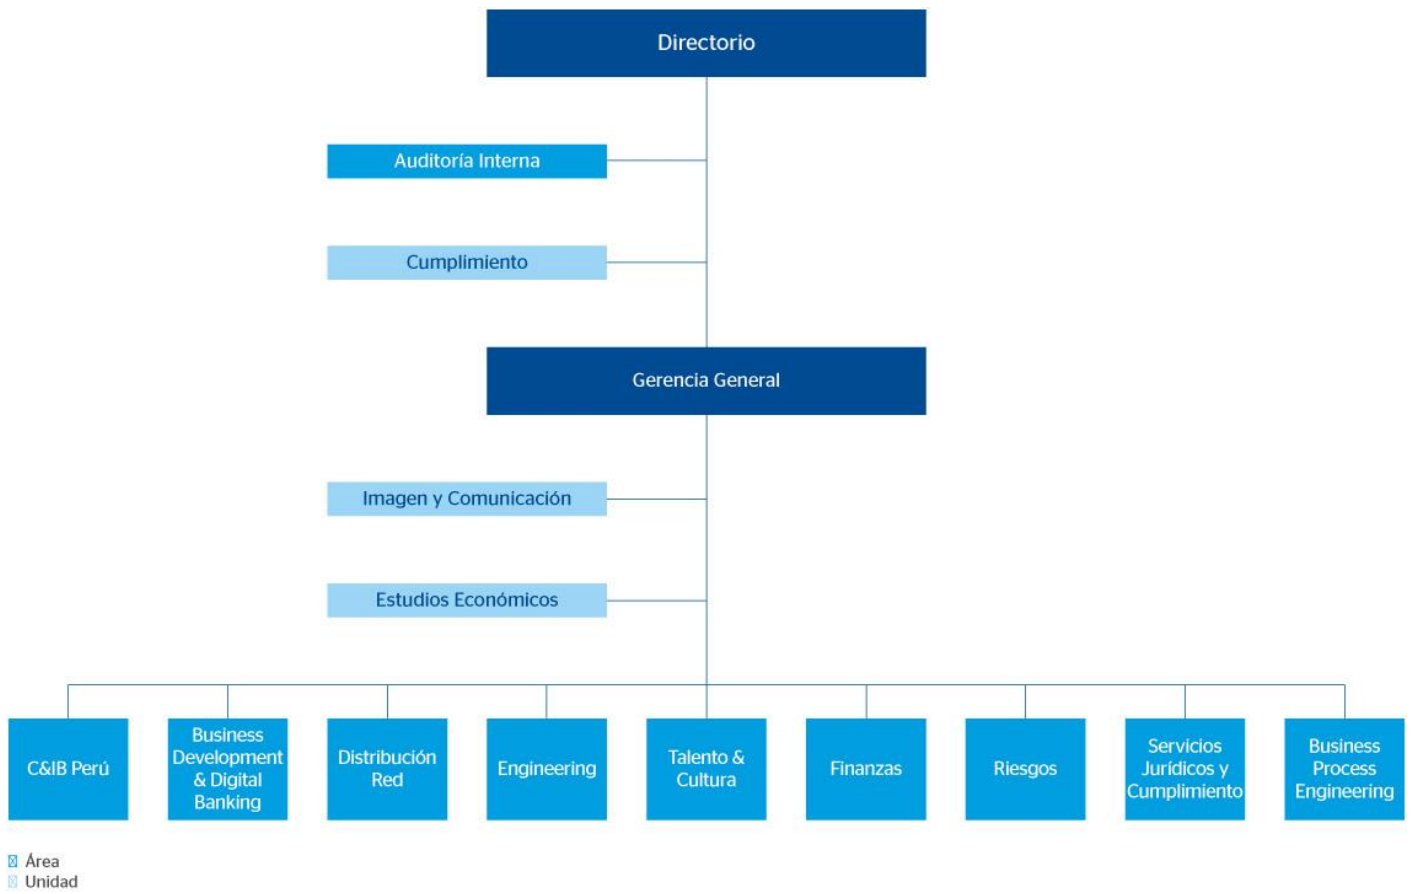 Directorio
Auditoría Interna
Cumplimiento
Gerencia General
Imagen y Comunicación
Estudios Económicos
C&IB Perú
Business
Development
& Digital
Banking
Distribución
Red
Engineering
Talento &
Cultura
Finanzas
Riesgos
Servicios
Jurídicos y
Cumplimiento
Business
Process
Engineering
Área
Unidad